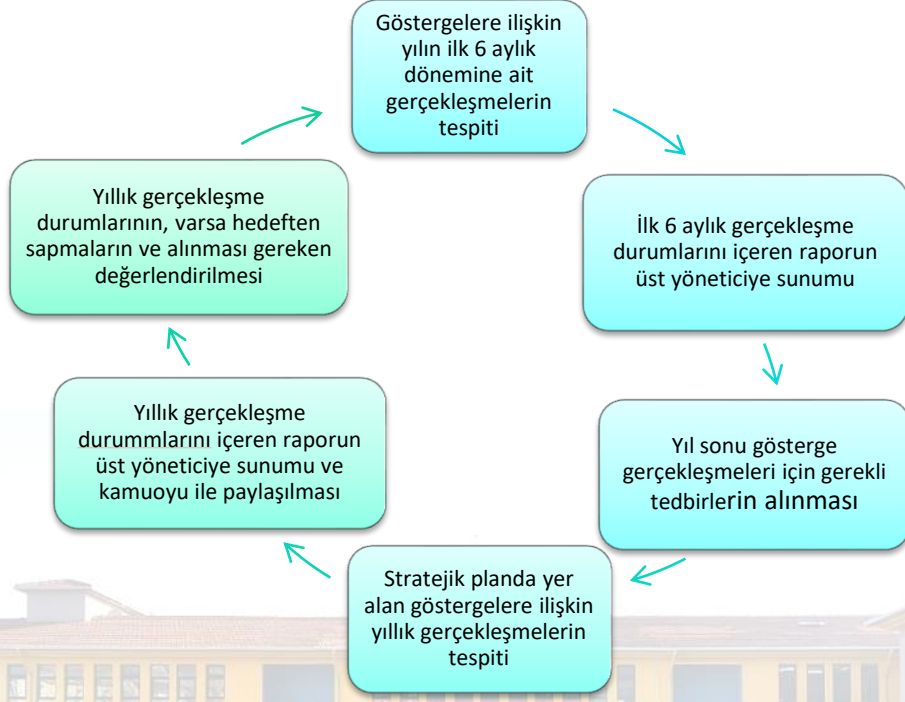 Göstergelere ilişkin
yılın ilk 6 aylık
dönemine ait
gerçekleşmelerin
tespiti
İlk 6 aylık gerçekleşme
durumlarını içeren raporun
üst yöneticiye sunumu
Yıl sonu gösterge
gerçekleşmeleri için gerekli
tedbirlerin alınması
Stratejik planda yer
alan göstergelere ilişkin
yıllık gerçekleşmelerin
tespiti
Yıllık gerçekleşme
durummlarını içeren raporun
üst yöneticiye sunumu ve
kamuoyu ile paylaşılması
Yıllık gerçekleşme
durumlarının, varsa hedeften
sapmaların ve alınması gereken
değerlendirilmesi